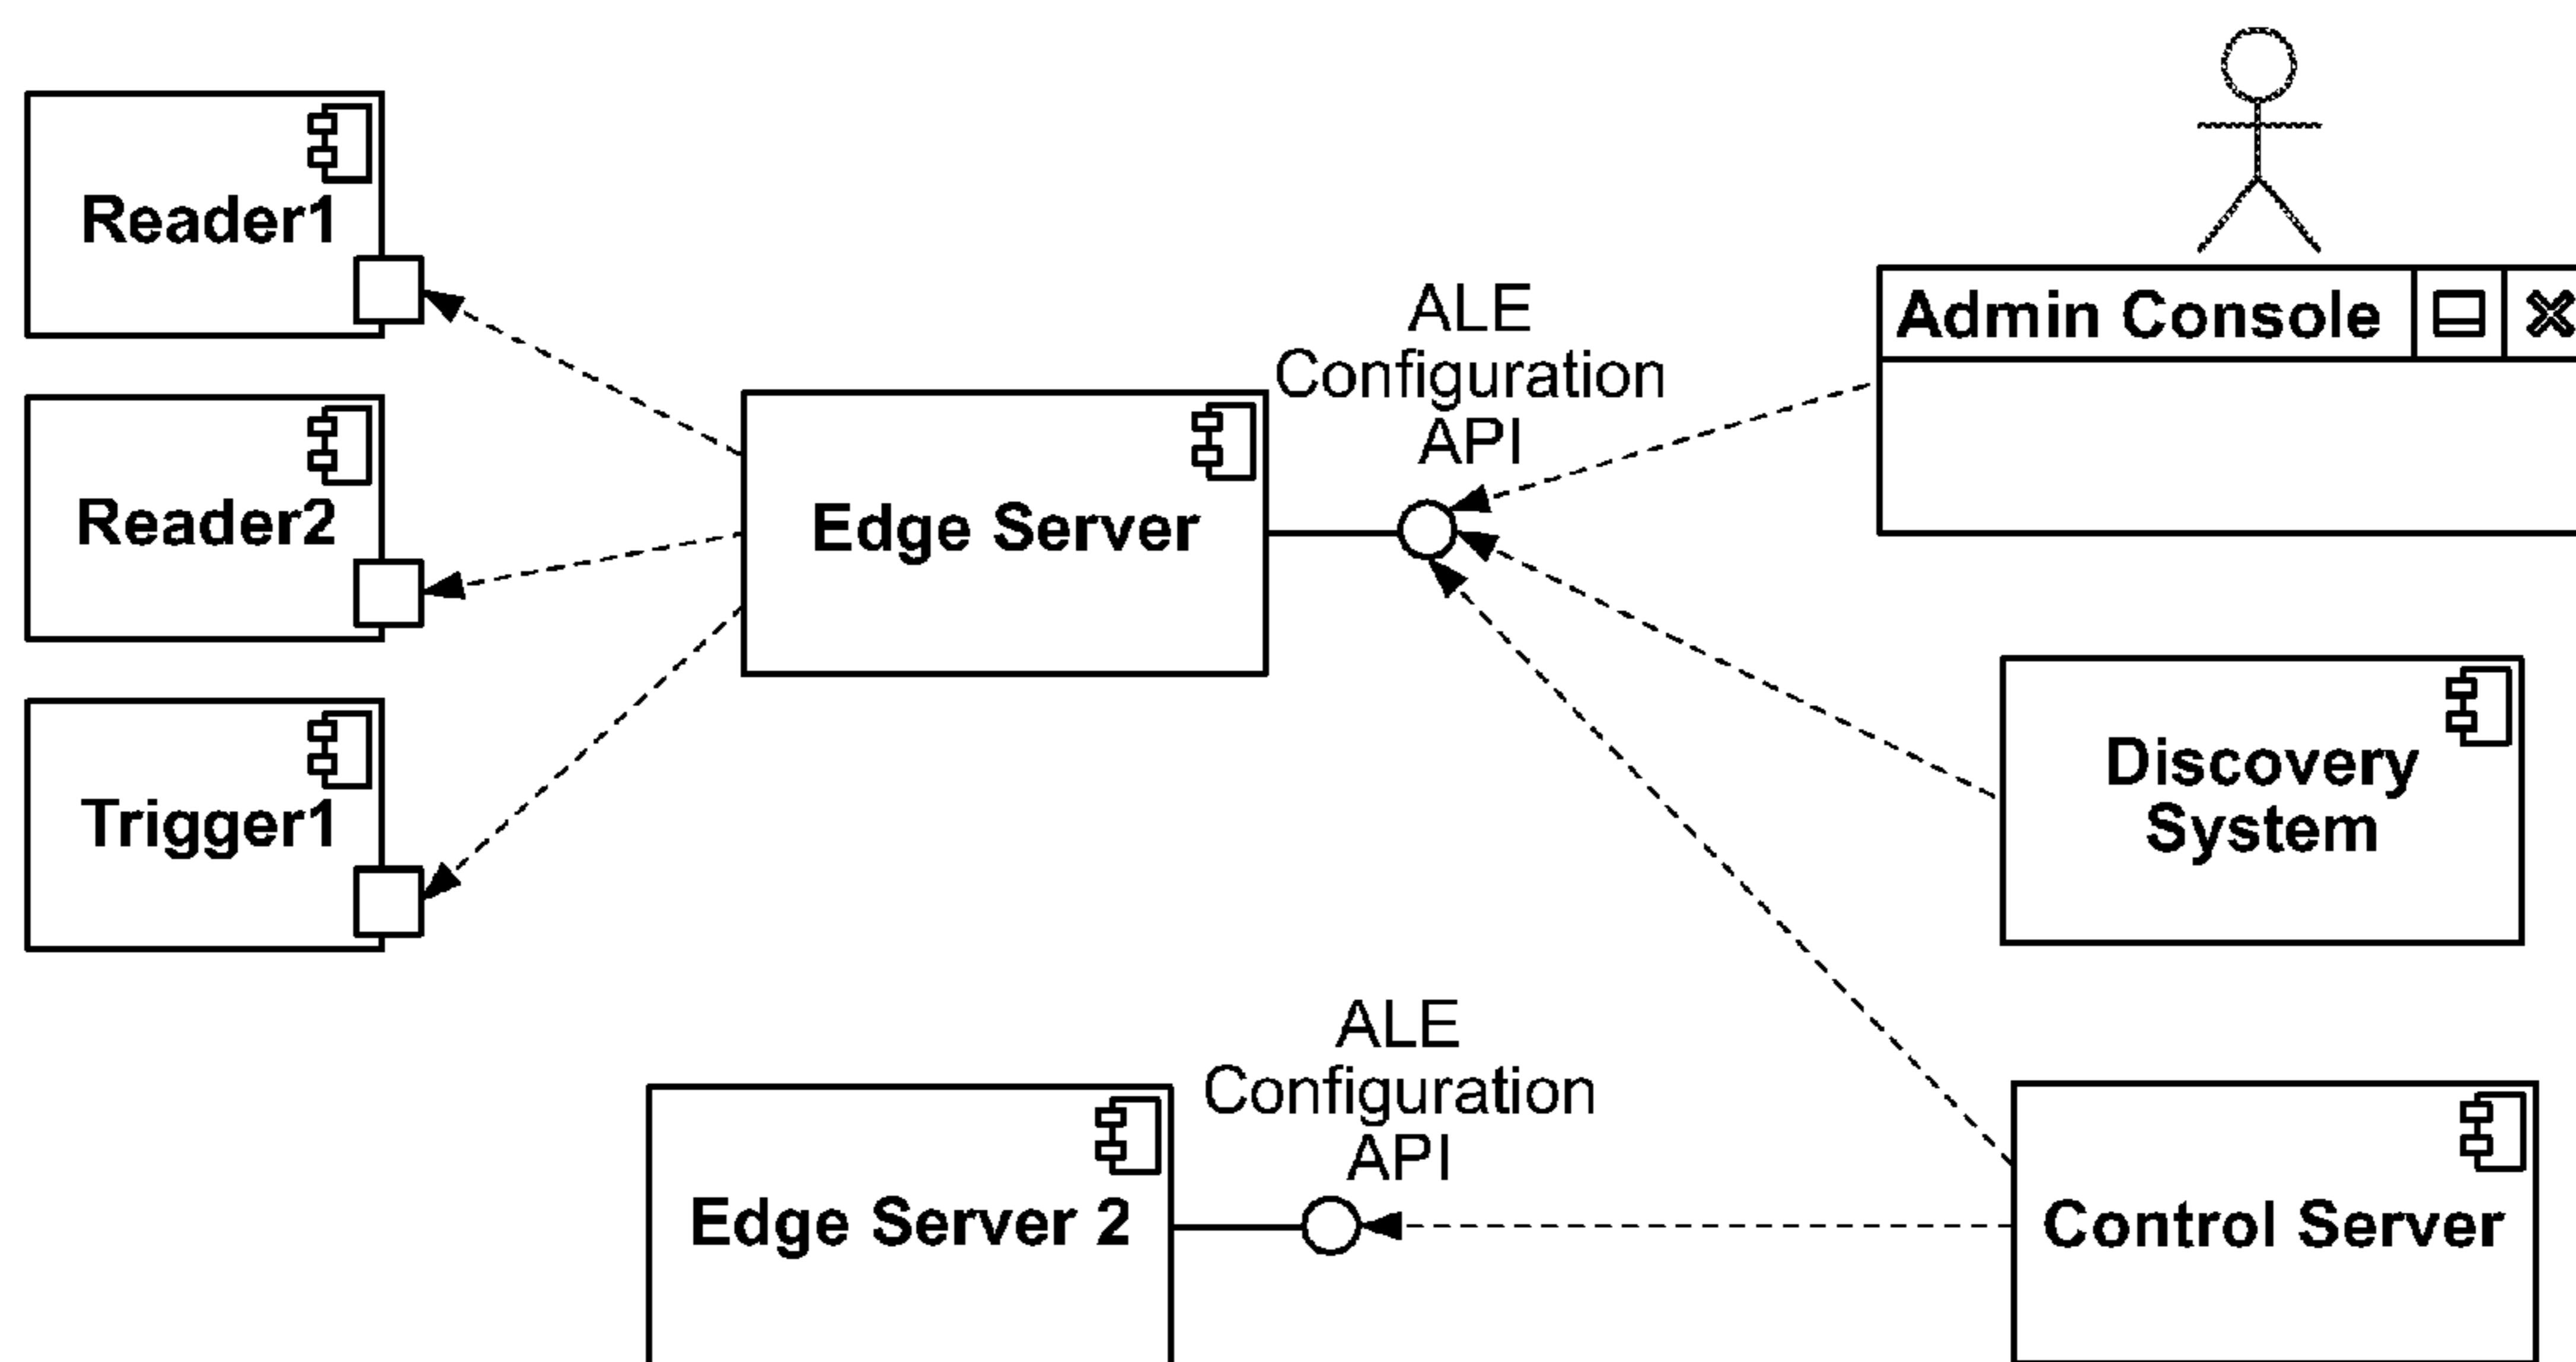 Reader1
Reader2
Trigger1
Edge Server
ALE
Configuration
API
Admin Console
Discovery
System
Edge Server 2
ALE
Configuration
API
Control Server